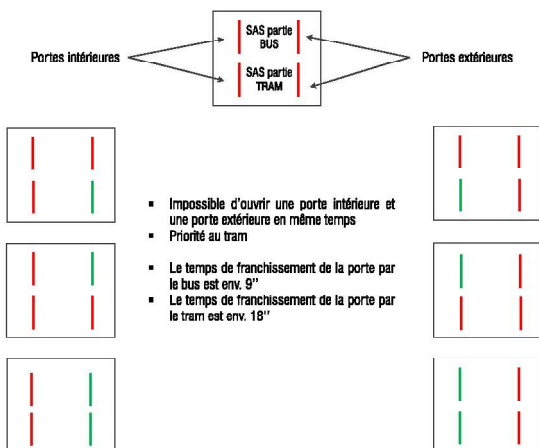 SAS partie
BUS
Portes intérieures
Portes extérieures
SAS partie
TRAM
▪ Impossible d'ouvrir une porte intérieure et
une porte extérieure en même temps
▪ Priorité au tram
▪ Le temps de franchissement de la porte par
le bus est env. 9''
▪ Le temps de franchissement de la porte par
le tram est env. 18''